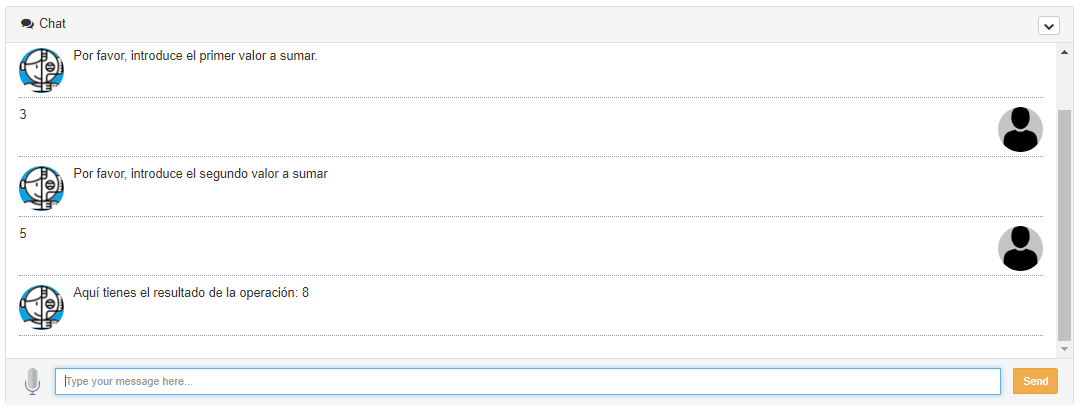 Chat
Por favor, introduce el primer valor a sumar.
3
Por favor, introduce el segundo valor a sumar
5
Aquí tienes el resultado de la operación: 8
Type your message here...
Send